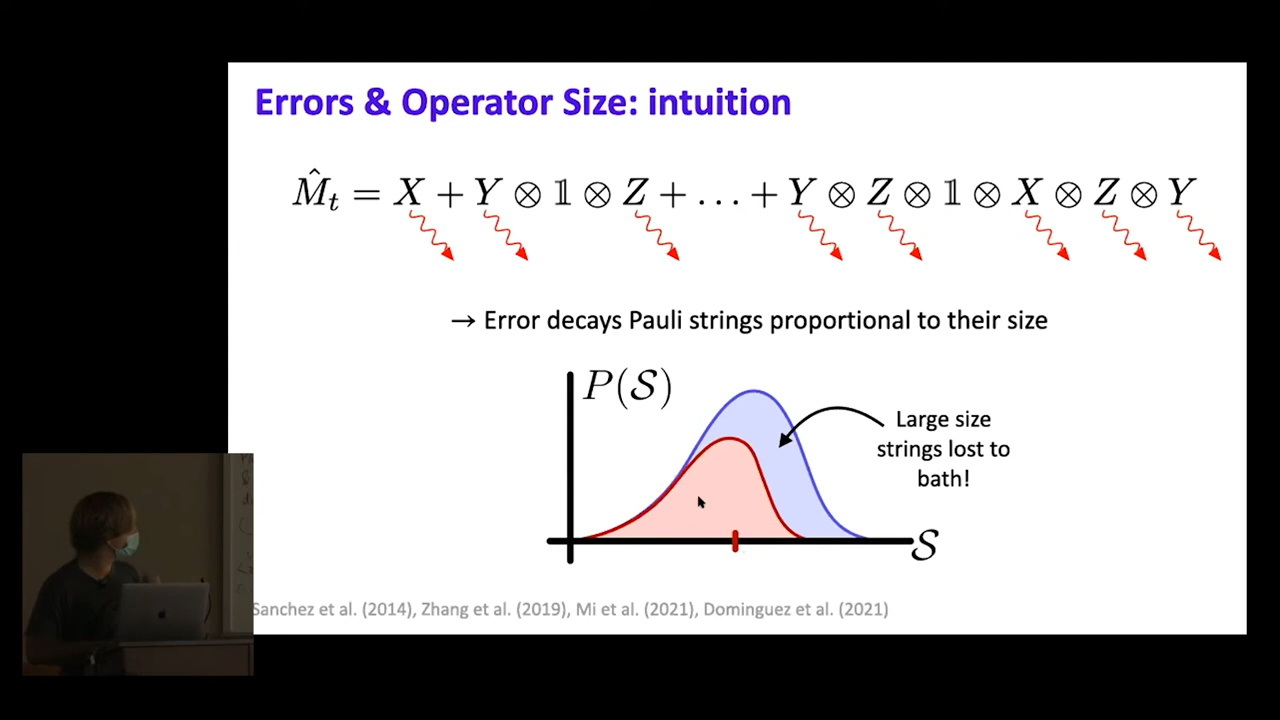 Errors & Operator Size: intuition
M̂ₜ = X + Y ⊗ 𝟙 ⊗ Z + … + Y ⊗ Z ⊗ 𝟙 ⊗ X ⊗ Z ⊗ Y
→ Error decays Pauli strings proportional to their size
P(𝒮)
Large size
strings lost to
bath!
𝒮
Sanchez et al. (2014), Zhang et al. (2019), Mi et al. (2021), Dominguez et al. (2021)